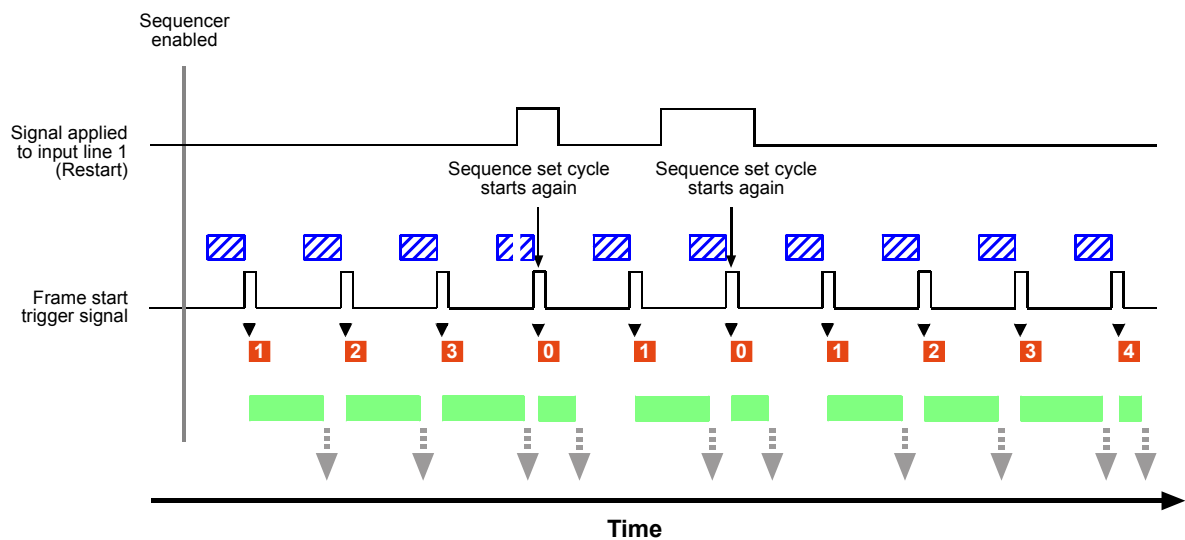 Sequencer
enabled
Signal applied
to input line 1
(Restart)
Sequence set cycle
starts again
Sequence set cycle
starts again
Frame start
trigger signal
1 2 3 0 1 0 1 2 3 4
Time